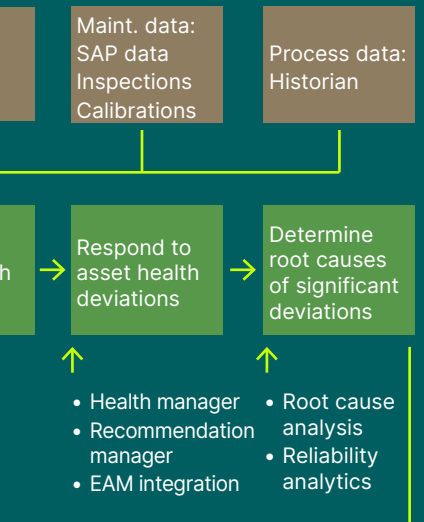 Maint. data:
SAP data
Inspections
Calibrations
Process data:
Historian
Respond to
asset health
deviations
Determine
root causes
of significant
deviations
• Health manager
• Recommendation
manager
• EAM integration
• Root cause
analysis
• Reliability
analytics